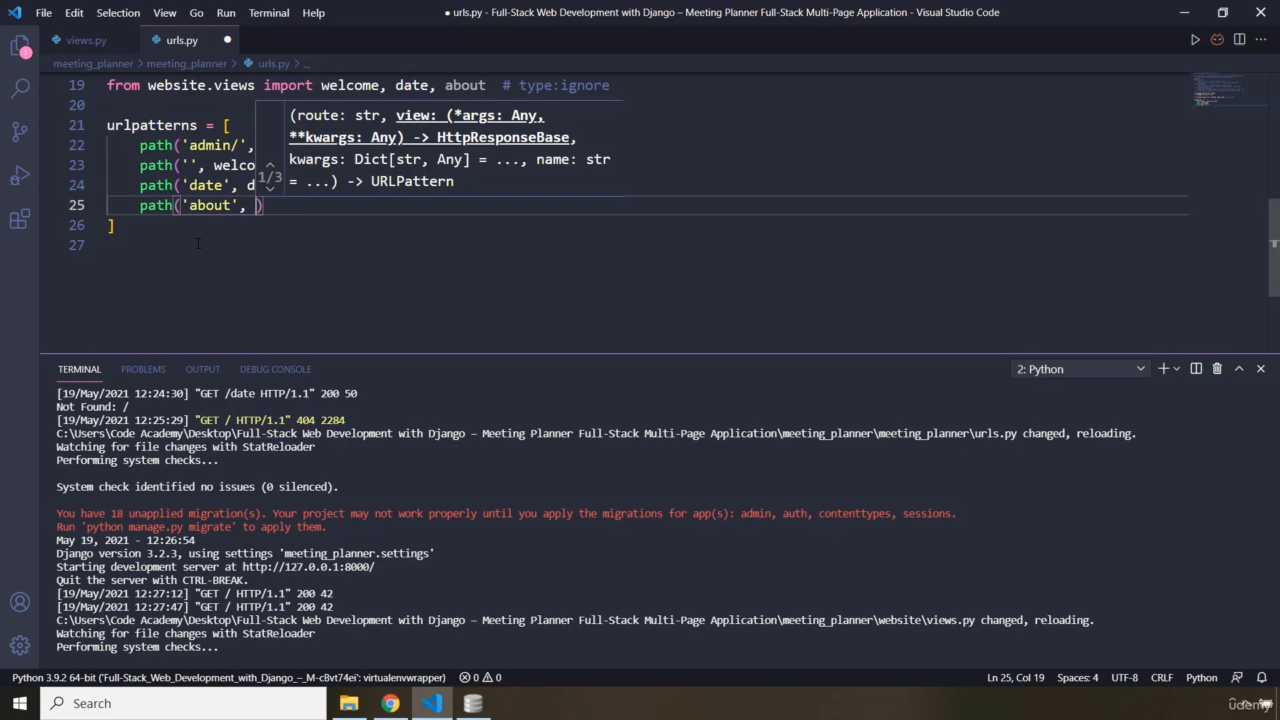 File Edit Selection View Go Run Terminal Help
● urls.py - Full-Stack Web Development with Django – Meeting Planner Full-Stack Multi-Page Application - Visual Studio Code
views.py urls.py ●
meeting_planner > meeting_planner > urls.py > ...
19 from website.views import welcome, date, about # type:ignore
20
21 urlpatterns = [
22 path('admin/',
23 path('', welco
24 path('date', d
25 path('about', )
26 ]
27
(route: str, view: (*args: Any,
**kwargs: Any) -> HttpResponseBase,
kwargs: Dict[str, Any] = ..., name: str
= ...) -> URLPattern
1/3
TERMINAL PROBLEMS OUTPUT DEBUG CONSOLE 2: Python
[19/May/2021 12:24:30] "GET /date HTTP/1.1" 200 50
Not Found: /
[19/May/2021 12:25:29] "GET / HTTP/1.1" 404 2284
C:\Users\Code Academy\Desktop\Full-Stack Web Development with Django – Meeting Planner Full-Stack Multi-Page Application\meeting_planner\meeting_planner\urls.py changed, reloading.
Watching for file changes with StatReloader
Performing system checks...
System check identified no issues (0 silenced).
You have 18 unapplied migration(s). Your project may not work properly until you apply the migrations for app(s): admin, auth, contenttypes, sessions.
Run 'python manage.py migrate' to apply them.
May 19, 2021 - 12:26:54
Django version 3.2.3, using settings 'meeting_planner.settings'
Starting development server at http://127.0.0.1:8000/
Quit the server with CTRL-BREAK.
[19/May/2021 12:27:12] "GET / HTTP/1.1" 200 42
[19/May/2021 12:27:47] "GET / HTTP/1.1" 200 42
C:\Users\Code Academy\Desktop\Full-Stack Web Development with Django – Meeting Planner Full-Stack Multi-Page Application\meeting_planner\website\views.py changed, reloading.
Watching for file changes with StatReloader
Performing system checks...
Python 3.9.2 64-bit ('Full-Stack_Web_Development_with_Django_–_M-cBvt74ei': virtualenvwrapper) 0 0 Ln 25, Col 19 Spaces: 4 UTF-8 CRLF Python
Search
udemy